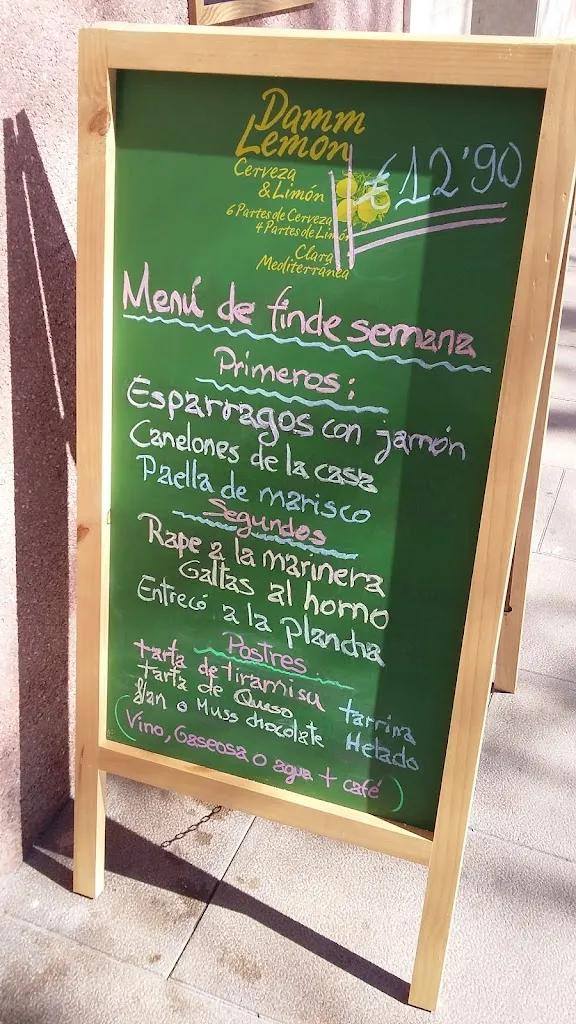 Damm
Lemon
Cerveza
& Limón
6 Partes de Cerveza
4 Partes de Limón
Clara
Mediterránea
€12'90
Menú de finde semana
Primeros:
Esparragos con jamón
Canelones de la casa
Paella de marisco
Segundos
Rape a la marinera
Galtas al horno
Entrecó a la plancha
Postres
tarta de tiramisu
tarta de Queso
flan o Muss chocolate
tarrina
Helado
(Vino, Gaseosa o agua + café)